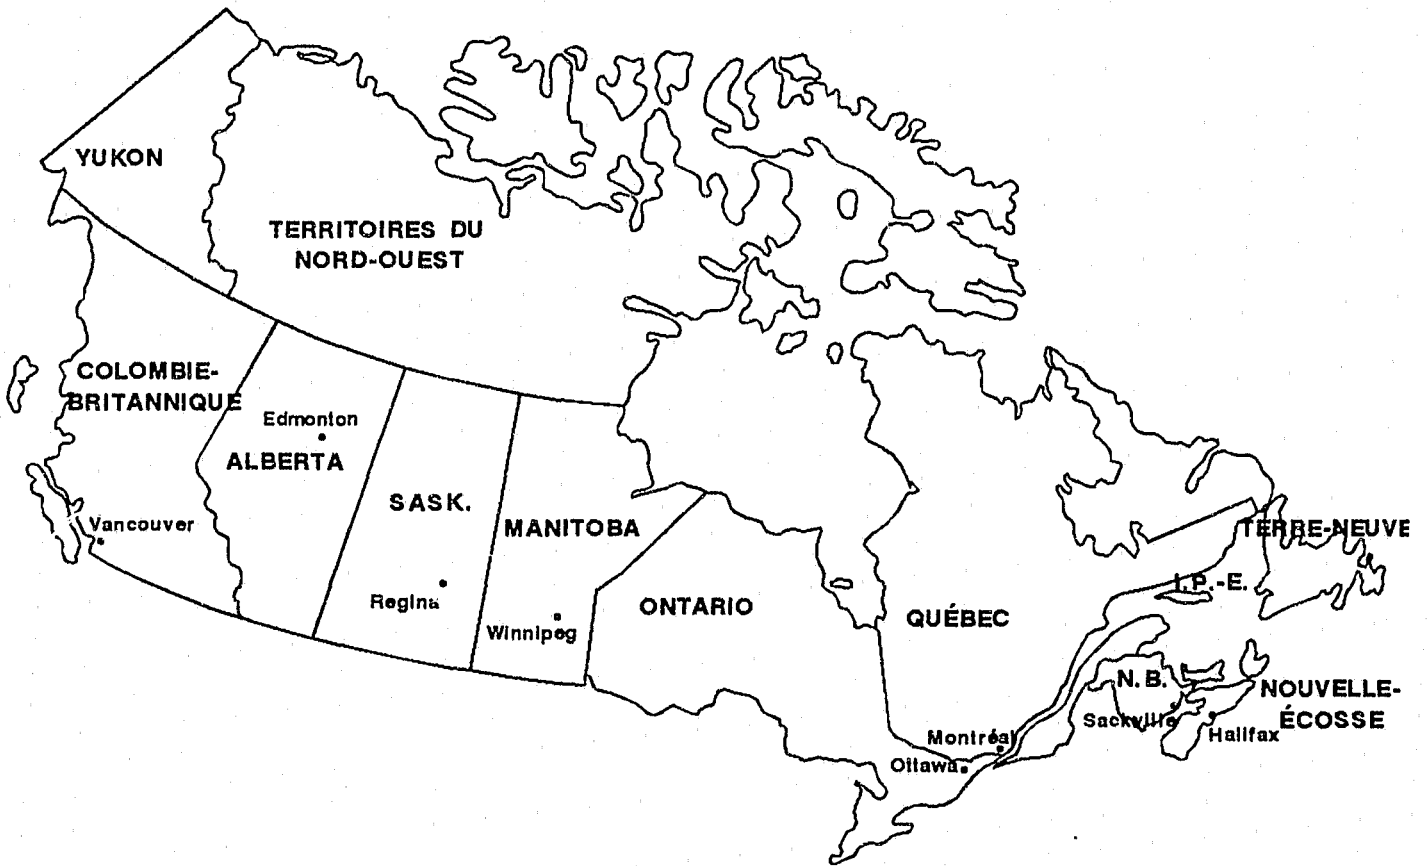 YUKON
TERRITOIRES DU
NORD-OUEST
COLOMBIE-
BRITANNIQUE
Edmonton
ALBERTA
SASK.
MANITOBA
Vancouver
TERRE-NEUVE
Regina
Winnipeg
ONTARIO
QUÉBEC
I.P.-E.
N.B.
NOUVELLE-
ÉCOSSE
Sackville
Halifax
Montréal
Ottawa